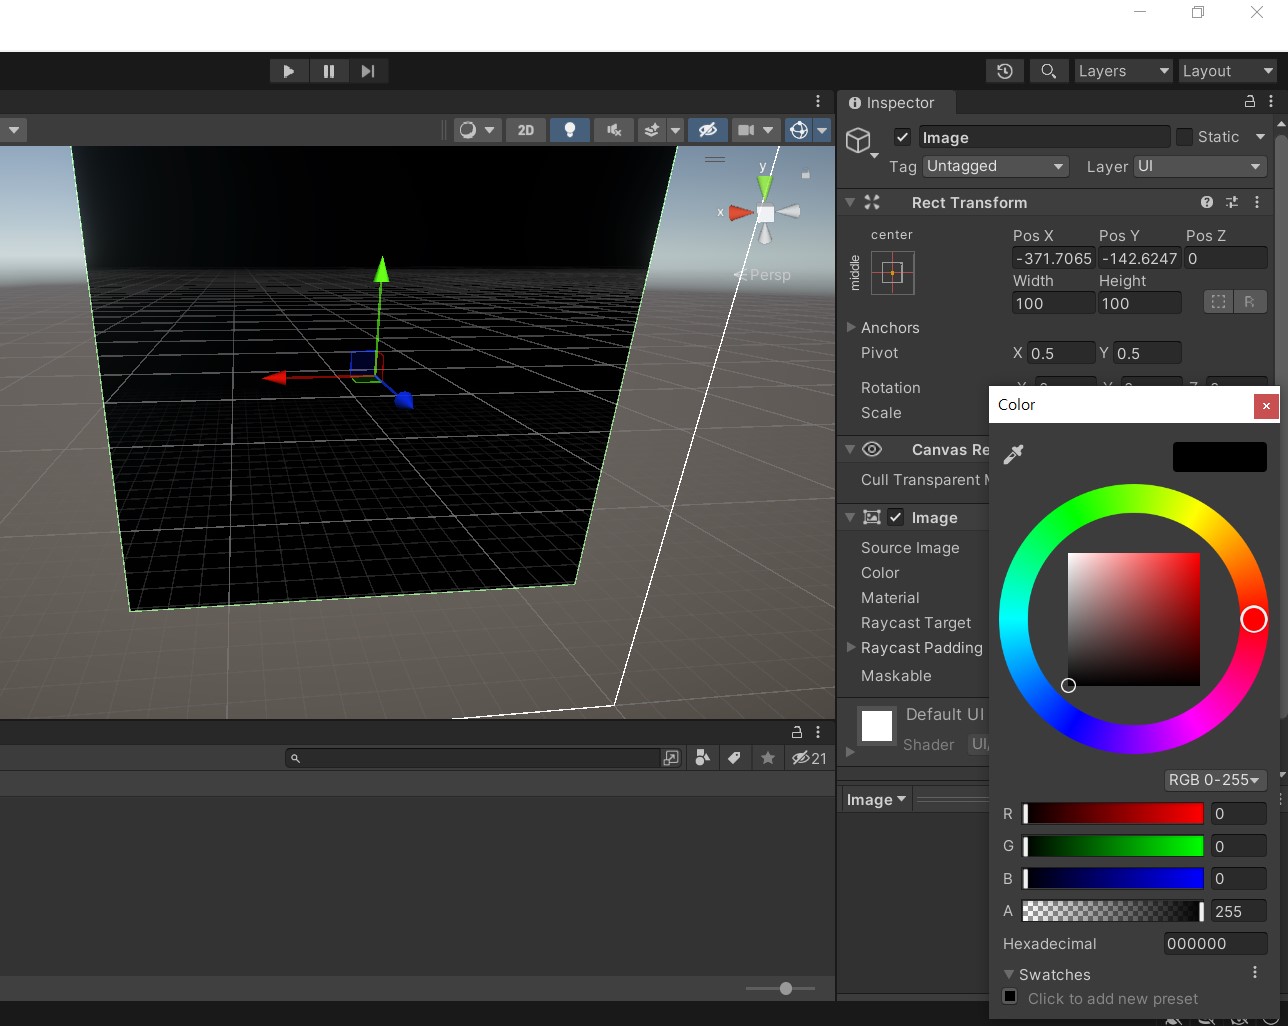 Layers
Layout
Inspector
2D
Image
Static
Tag
Untagged
Layer
UI
Rect Transform
center
middle
Pos X
Pos Y
Pos Z
-371.7065
-142.6247
0
Width
Height
100
100
R
Anchors
Pivot
X
0.5
Y
0.5
Rotation
Scale
y
x
Persp
Color
Canvas Re
Cull Transparent
Image
Source Image
Color
Material
Raycast Target
Raycast Padding
Maskable
Default UI
Shader
UI/
21
Image
RGB 0-255
R
0
G
0
B
0
A
255
Hexadecimal
000000
Swatches
Click to add new preset